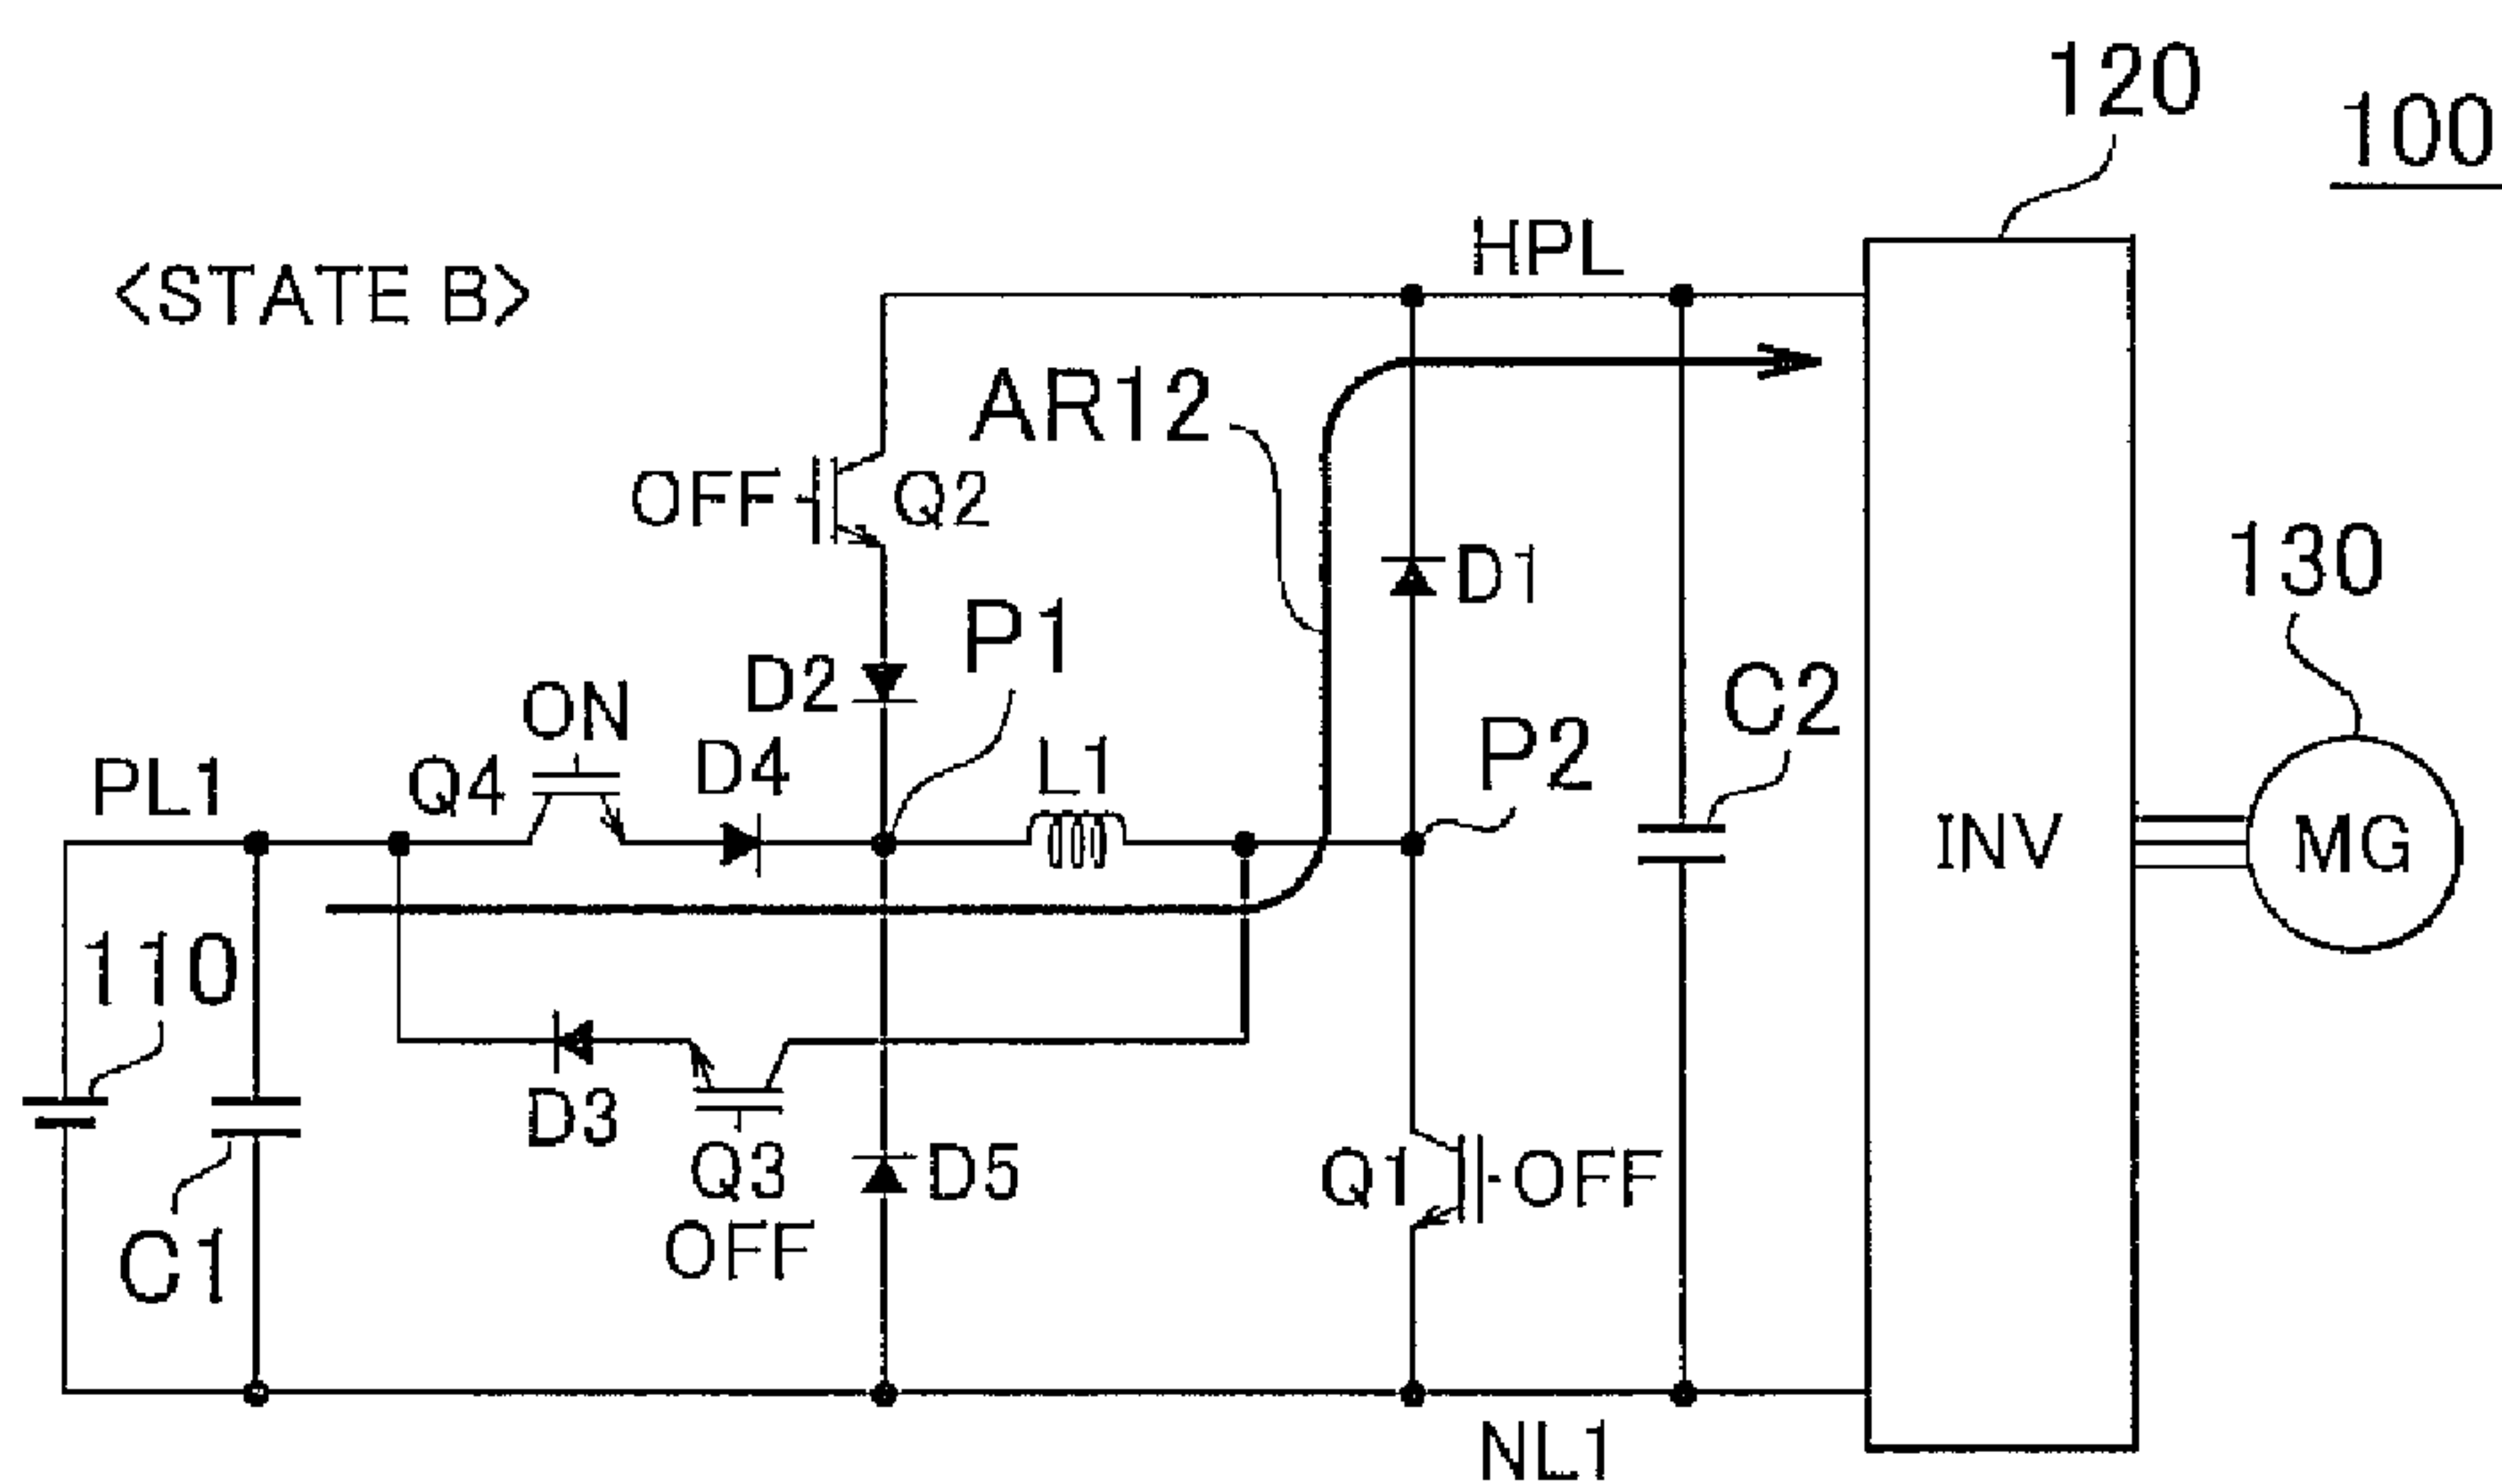 120
100
<STATE B>
HPL
AR12
OFF
Q2
D1
130
P1
D2
ON
C2
P2
D4
L1
PL1
Q4
INV
MG
110
D3
Q3
OFF
D5
Q1
OFF
C1
NL1